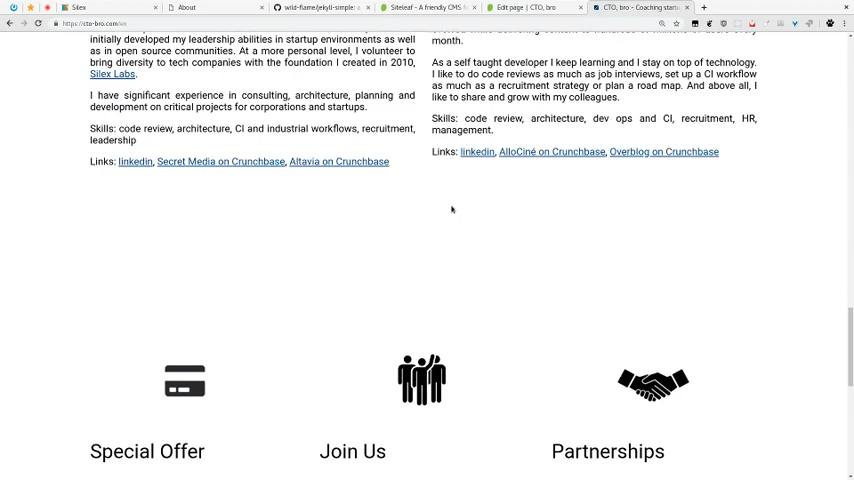 Silex
About
wild-flame/jekyll-simple: a
Siteleaf - A friendly CMS f
Edit page | CTO, bro
CTO, bro - Coaching startu
https://cto-bro.com/en
initially developed my leadership abilities in startup environments as well
as in open source communities. At a more personal level, I volunteer to
bring diversity to tech companies with the foundation I created in 2010,
Silex Labs.
I have significant experience in consulting, architecture, planning and
development on critical projects for corporations and startups.
Skills: code review, architecture, CI and industrial workflows, recruitment,
leadership
Links: linkedin, Secret Media on Crunchbase, Altavia on Crunchbase
month.
As a self taught developer I keep learning and I stay on top of technology.
I like to do code reviews as much as job interviews, set up a CI workflow
as much as a recruitment strategy or plan a road map. And above all, I
like to share and grow with my colleagues.
Skills: code review, architecture, dev ops and CI, recruitment, HR,
management.
Links: linkedin, AlloCiné on Crunchbase, Overblog on Crunchbase
Special Offer
Join Us
Partnerships